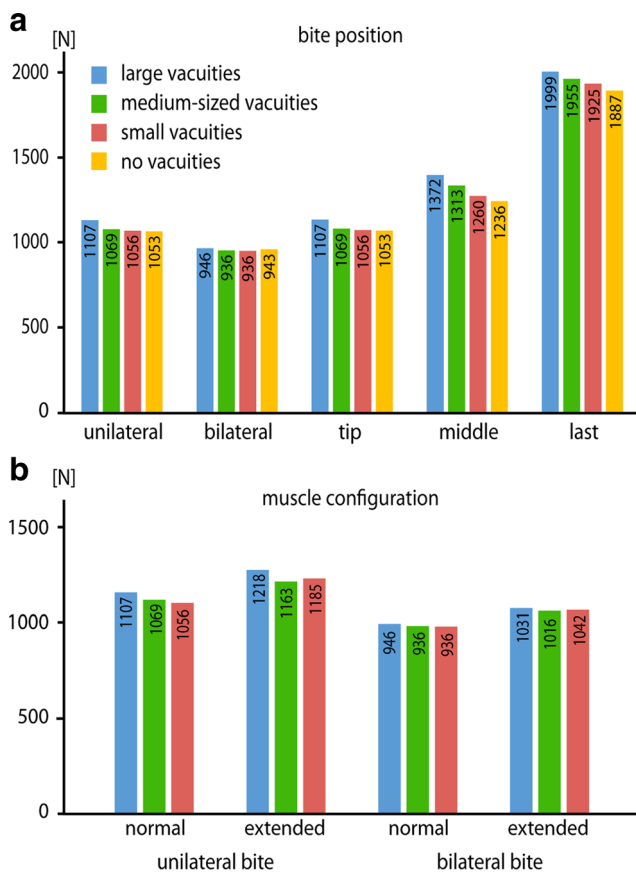 a
[N]
bite position
2000
1500
1000
500
0
large vacuities
medium-sized vacuities
small vacuities
no vacuities
1107 1069 1056 1053
946 936 936 943
1107 1069 1056 1053
1372 1313 1260 1236
1999 1955 1925 1887
unilateral bilateral tip middle last
b
[N]
muscle configuration
1500
1000
500
0
1107 1069 1056
1218 1163 1185
946 936 936
1031 1016 1042
normal extended normal extended
unilateral bite bilateral bite